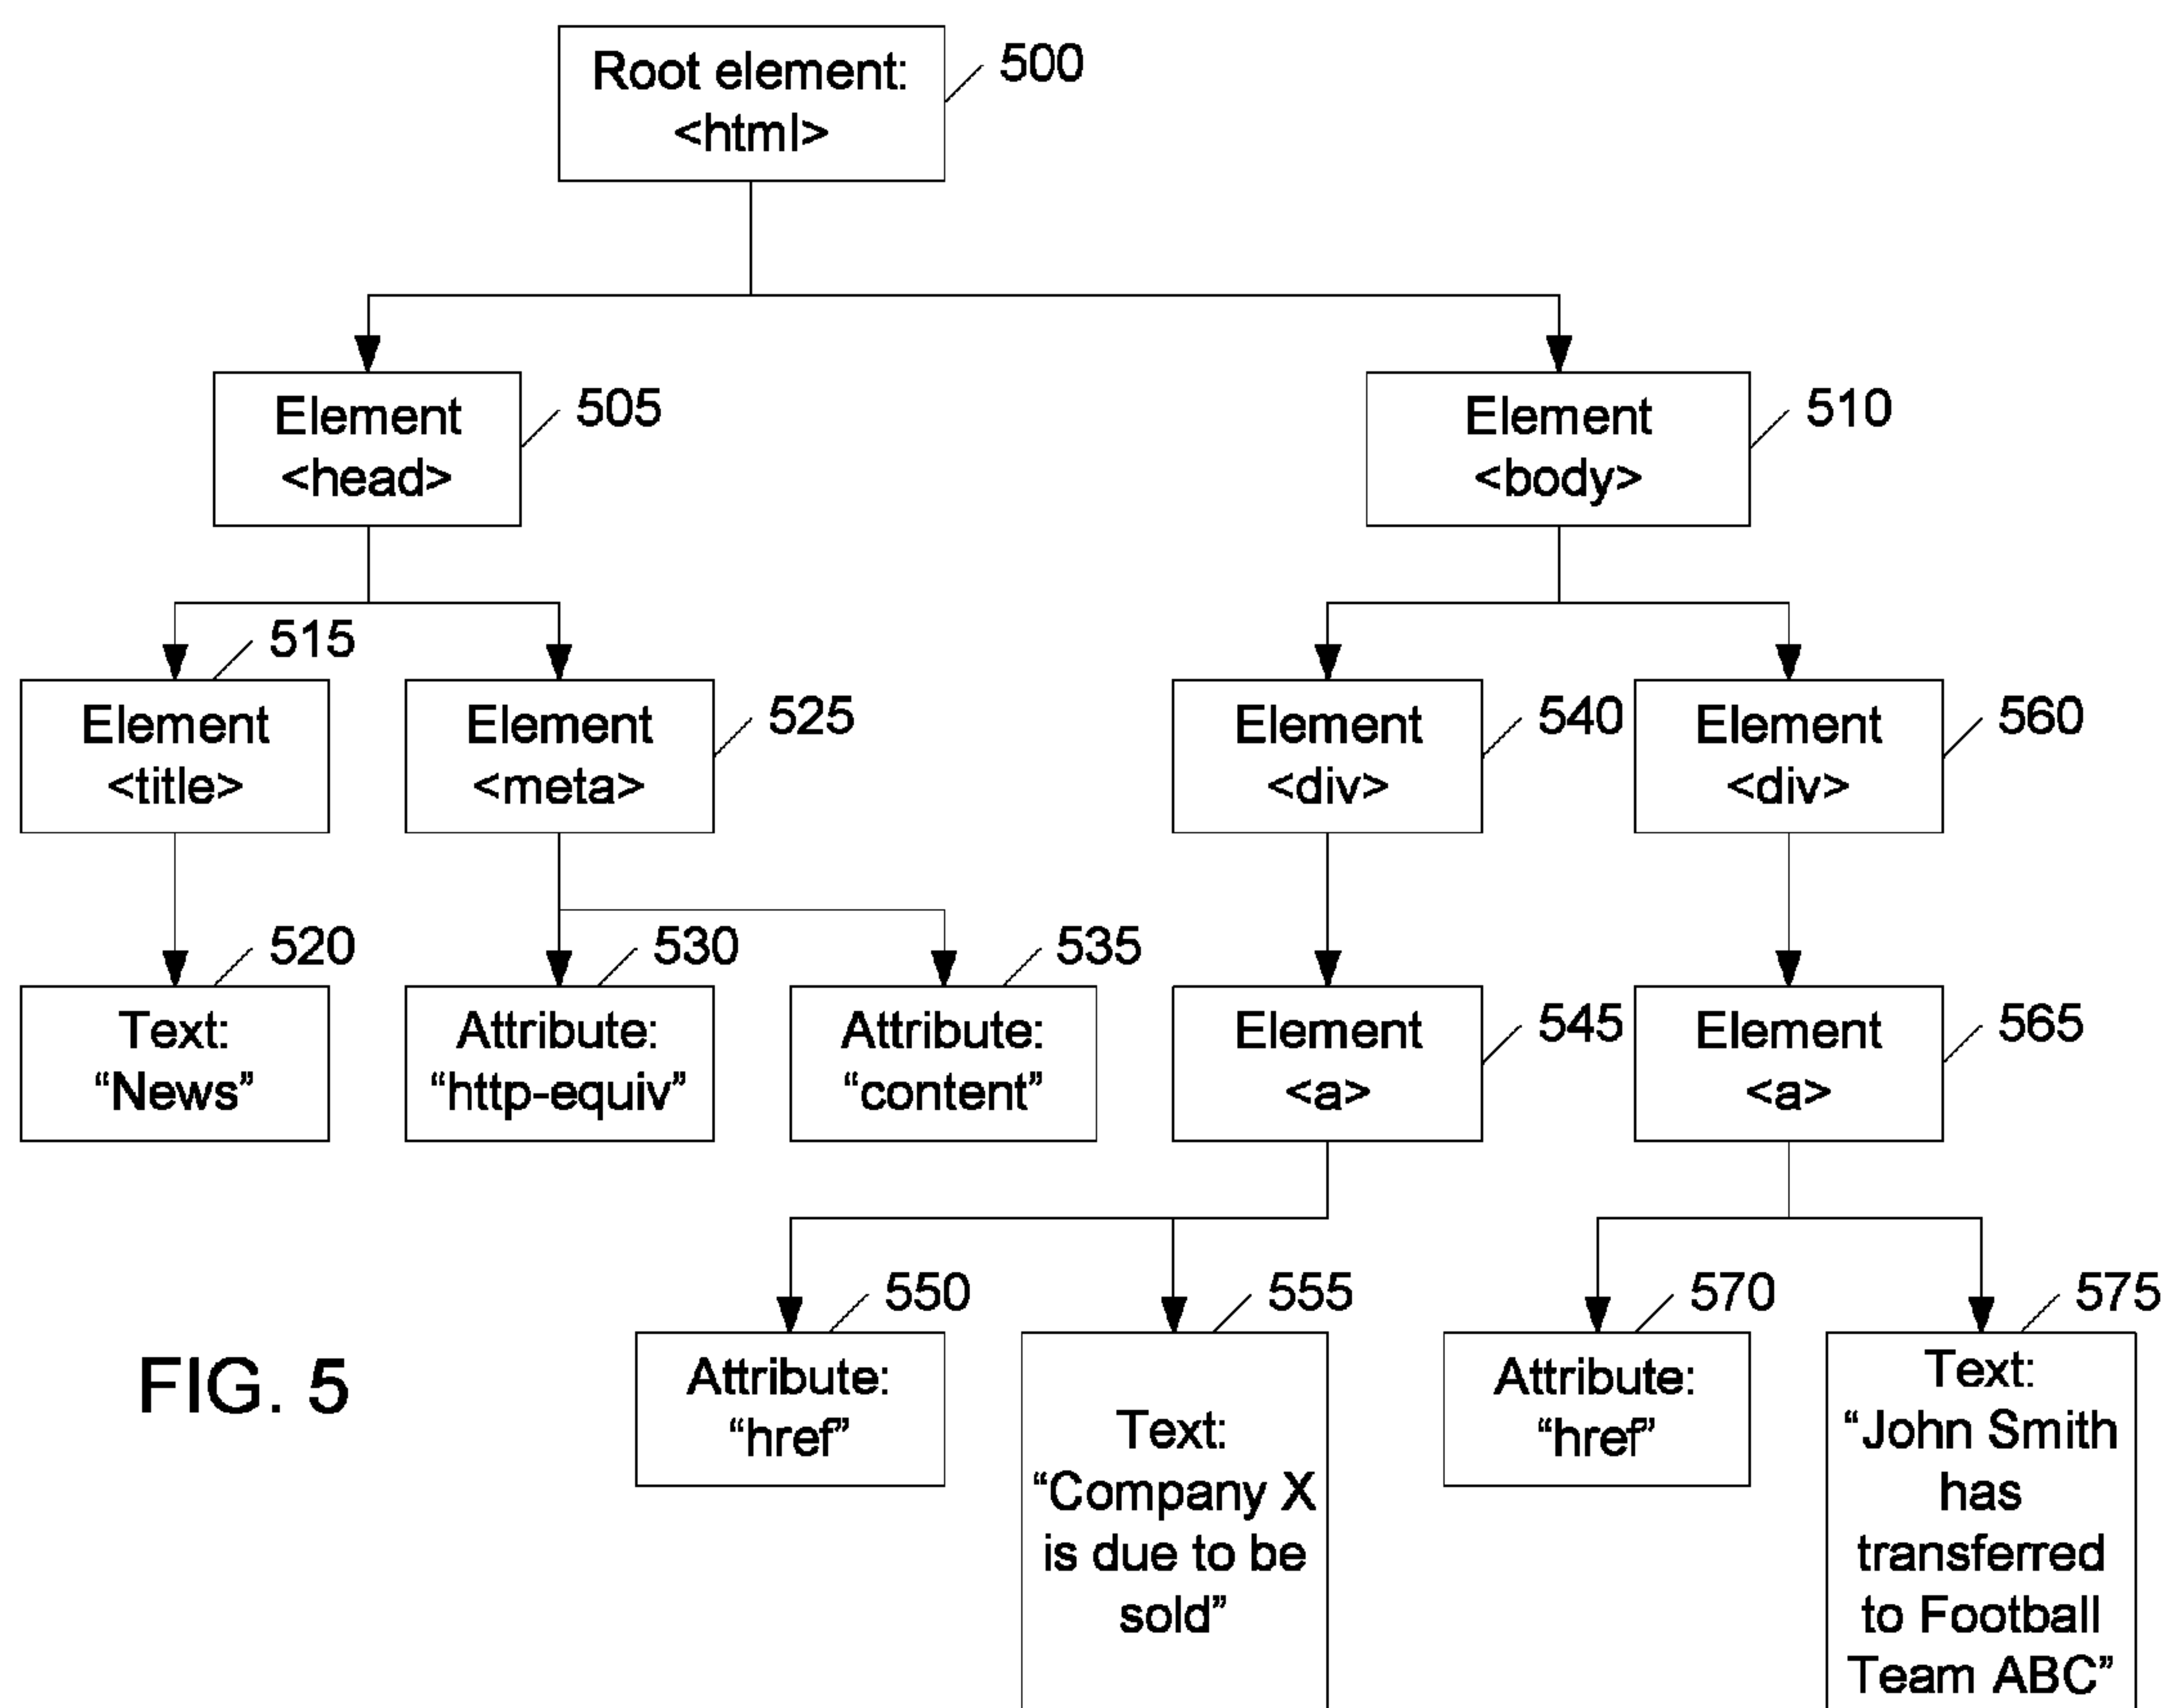 Root element:
<html>
500
Element
<head>
505
Element
<body>
510
515
Element
<title>
Element
<meta>
525
Element
<div>
540
Element
<div>
560
520
Text:
“News”
530
Attribute:
“http-equiv”
535
Attribute:
“content”
Element
<a>
545
Element
<a>
565
550
Attribute:
“href”
555
Text:
“Company X
is due to be
sold”
570
Attribute:
“href”
575
Text:
“John Smith
has
transferred
to Football
Team ABC”
FIG. 5